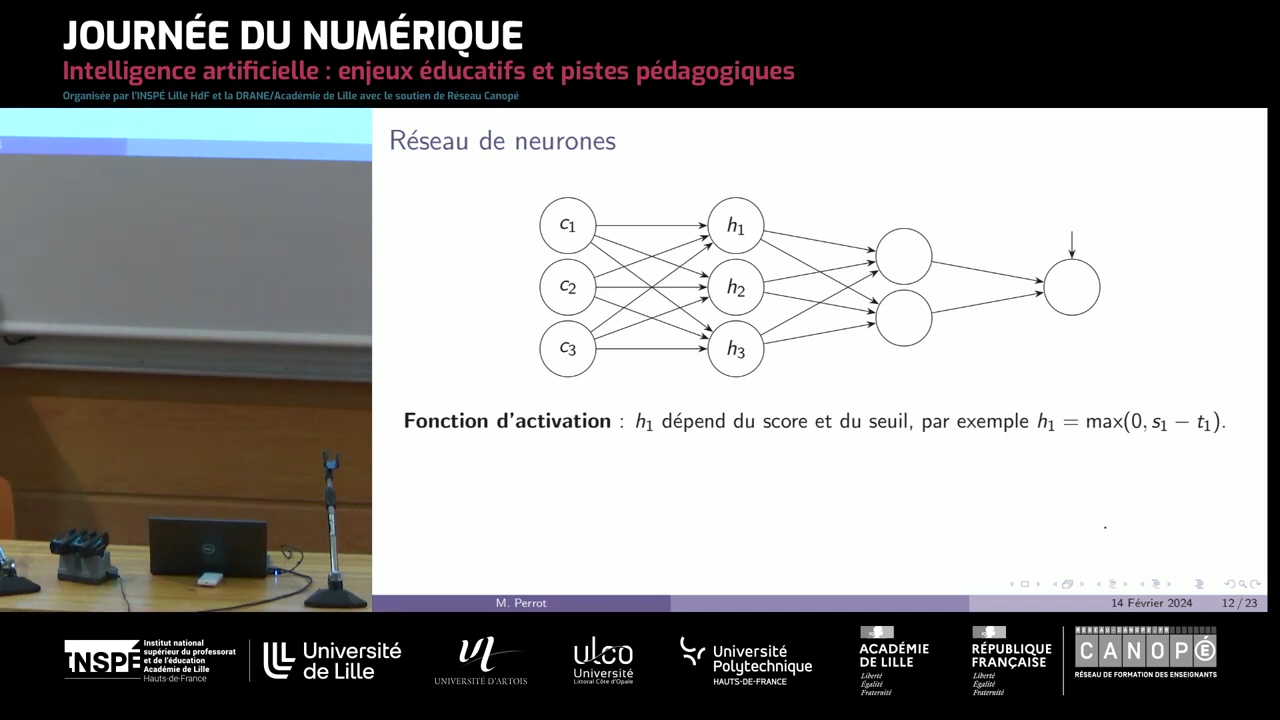 JOURNÉE DU NUMÉRIQUE
Intelligence artificielle : enjeux éducatifs et pistes pédagogiques
Organisée par l'INSPÉ Lille HdF et la DRANE/Académie de Lille avec le soutien de Réseau Canopé
Réseau de neurones
c1 h1
c2 h2
c3 h3
Fonction d'activation : h1 dépend du score et du seuil, par exemple h1 = max(0, s1 − t1).
M. Perrot 14 Février 2024 12 / 23
INSPÉ
Institut national
supérieur du professorat
et de l'éducation
Académie de Lille
Hauts-de-France
Université
de Lille
UNIVERSITÉ D'ARTOIS
ulco
Université
Littoral Côte d'Opale
Université
Polytechnique
HAUTS-DE-FRANCE
ACADÉMIE
DE LILLE
Liberté
Égalité
Fraternité
RÉPUBLIQUE
FRANÇAISE
Liberté
Égalité
Fraternité
RESEAU-CANOPE.FR
CANOPÉ
RÉSEAU DE FORMATION DES ENSEIGNANTS